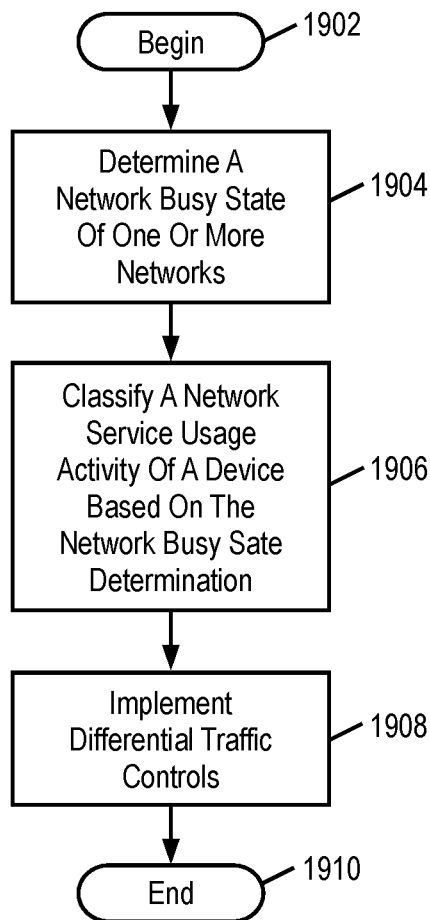 Begin
1902
Determine A
Network Busy State
Of One Or More
Networks
1904
Classify A Network
Service Usage
Activity Of A Device
Based On The
Network Busy Sate
Determination
1906
Implement
Differential Traffic
Controls
1908
End
1910